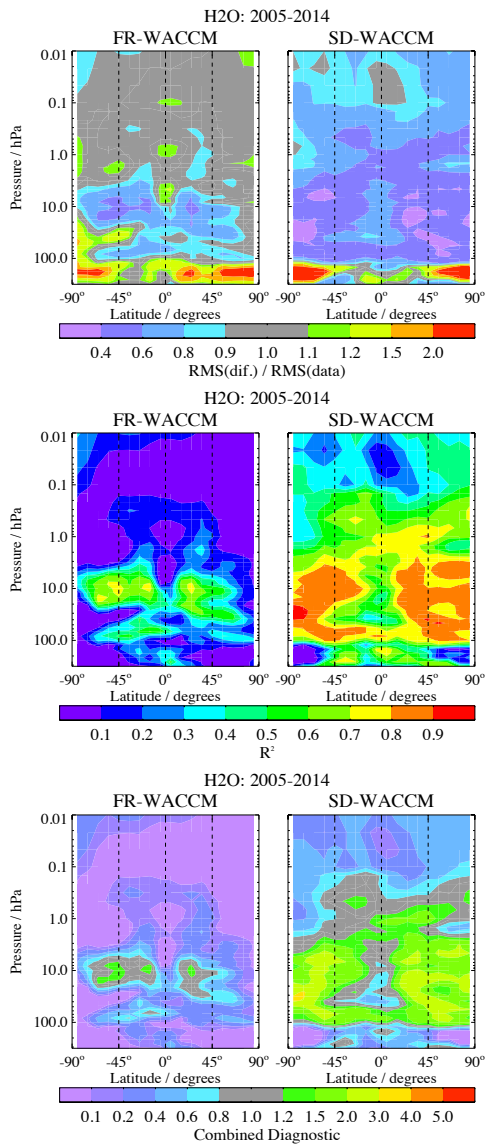 H2O: 2005-2014
FR-WACCM SD-WACCM
0.01
0.1
1.0
10.0
100.0
Pressure / hPa
-90° -45° 0° 45° 90° -90° -45° 0° 45° 90°
Latitude / degrees Latitude / degrees
0.4 0.6 0.8 0.9 1.0 1.1 1.2 1.5 2.0
RMS(dif.) / RMS(data)
H2O: 2005-2014
FR-WACCM SD-WACCM
0.01
0.1
1.0
10.0
100.0
Pressure / hPa
-90° -45° 0° 45° 90° -90° -45° 0° 45° 90°
Latitude / degrees Latitude / degrees
0.1 0.2 0.3 0.4 0.5 0.6 0.7 0.8 0.9
R²
H2O: 2005-2014
FR-WACCM SD-WACCM
0.01
0.1
1.0
10.0
100.0
Pressure / hPa
-90° -45° 0° 45° 90° -90° -45° 0° 45° 90°
Latitude / degrees Latitude / degrees
0.1 0.2 0.4 0.6 0.8 1.0 1.2 1.5 2.0 3.0 4.0 5.0
Combined Diagnostic